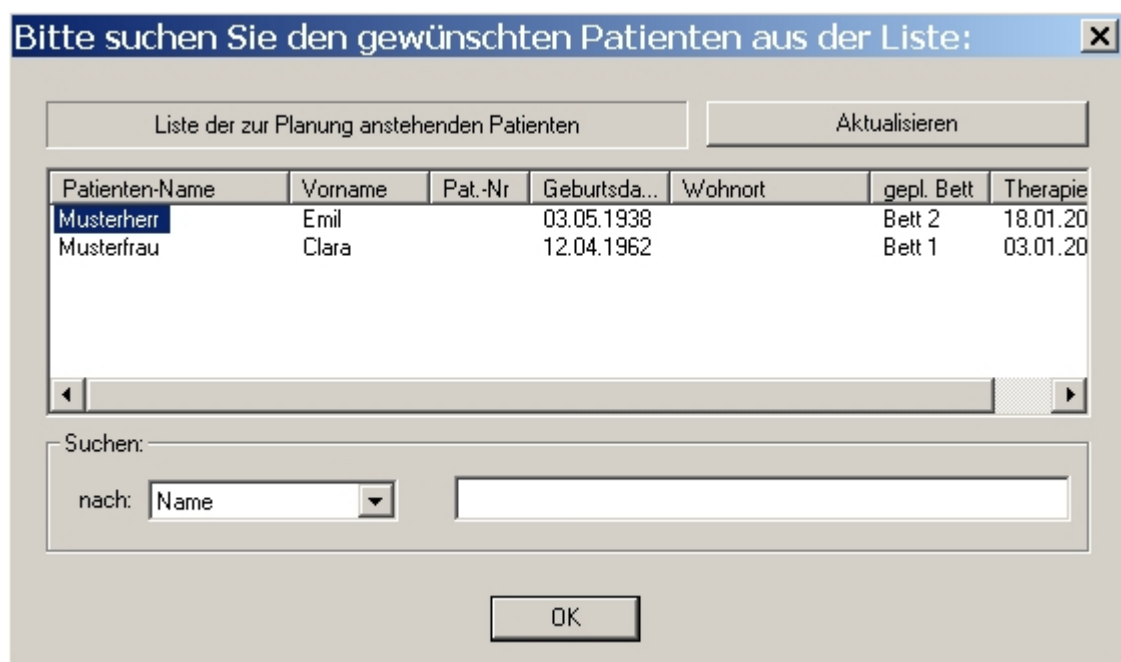 Bitte suchen Sie den gewünschten Patienten aus der Liste:
Liste der zur Planung anstehenden Patienten Aktualisieren
Patienten-Name Vorname Pat.-Nr Geburtsda... Wohnort gepl. Bett Therapie
Musterherr Emil 03.05.1938 Bett 2 18.01.20
Musterfrau Clara 12.04.1962 Bett 1 03.01.20
Suchen:
nach: Name
OK